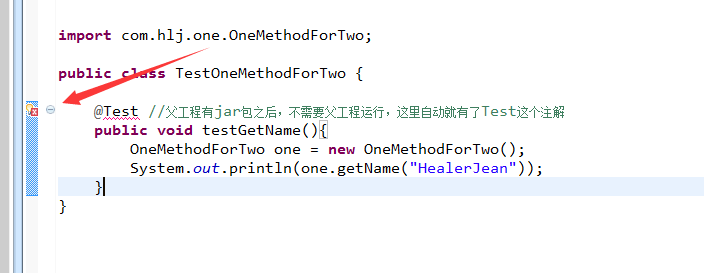 import com.hlj.one.OneMethodForTwo;
public class TestOneMethodForTwo {
@Test //父工程有jar包之后，不需要父工程运行，这里自动就有了Test这个注解
public void testGetName(){
OneMethodForTwo one = new OneMethodForTwo();
System.out.println(one.getName("HealerJean"));
}
}